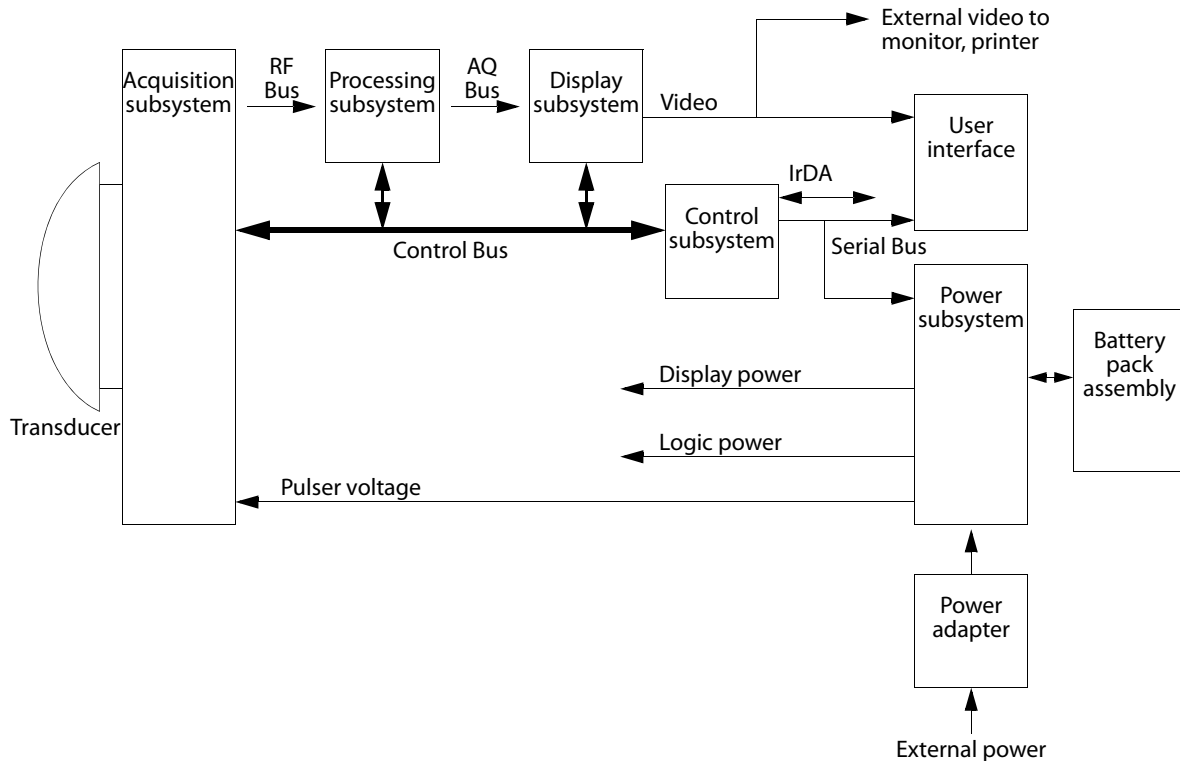 External video to
monitor, printer
Acquisition
subsystem
RF
Bus
Processing
subsystem
AQ
Bus
Display
subsystem
Video
User
interface
IrDA
Control
subsystem
Control Bus
Serial Bus
Power
subsystem
Battery
pack
assembly
Display power
Transducer
Logic power
Pulser voltage
Power
adapter
External power